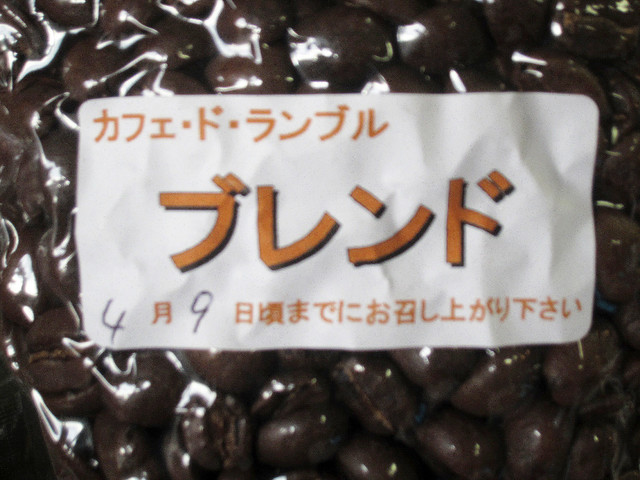 カフェ・ド・ランブル
ブレンド
4月9日頃までにお召し上がり下さい